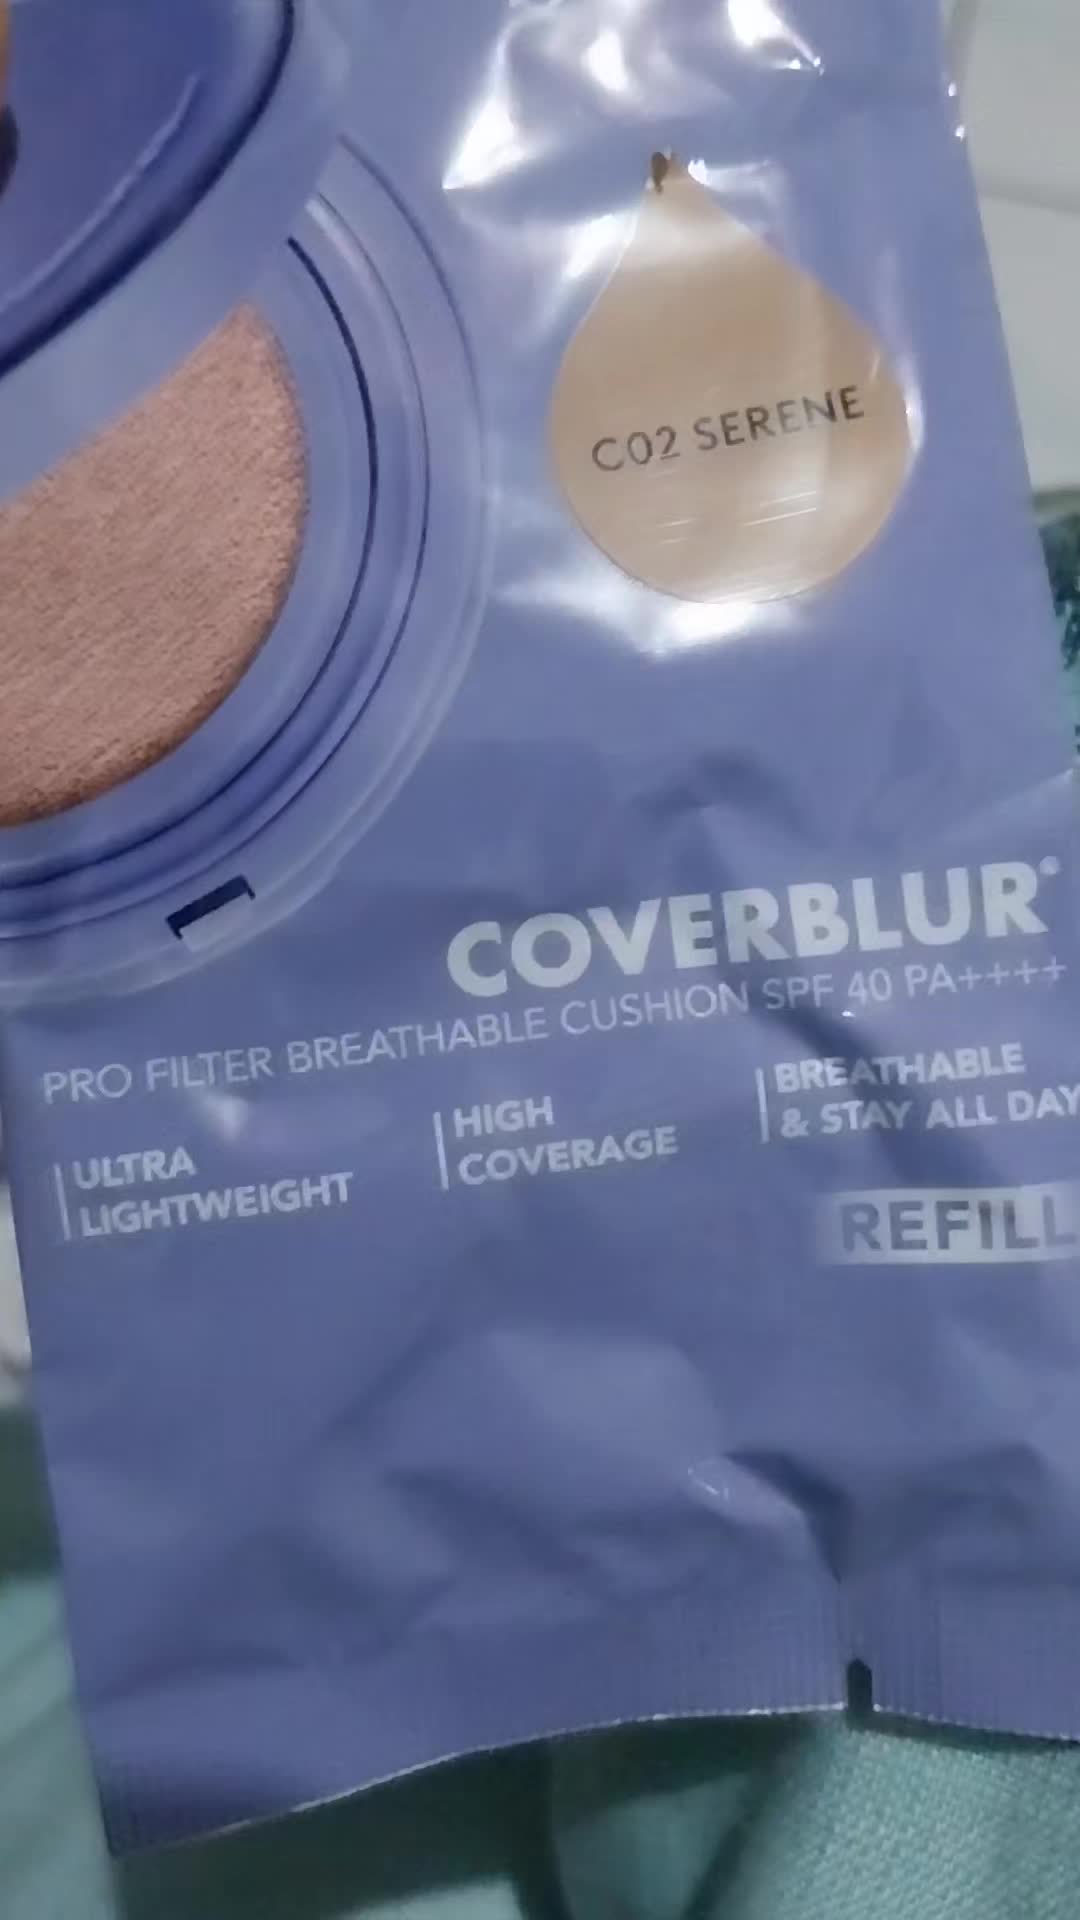 C02 SERENE
COVERBLUR®
PRO FILTER BREATHABLE CUSHION SPF 40 PA++++
ULTRA
LIGHTWEIGHT
HIGH
COVERAGE
BREATHABLE
& STAY ALL DAY
REFILL